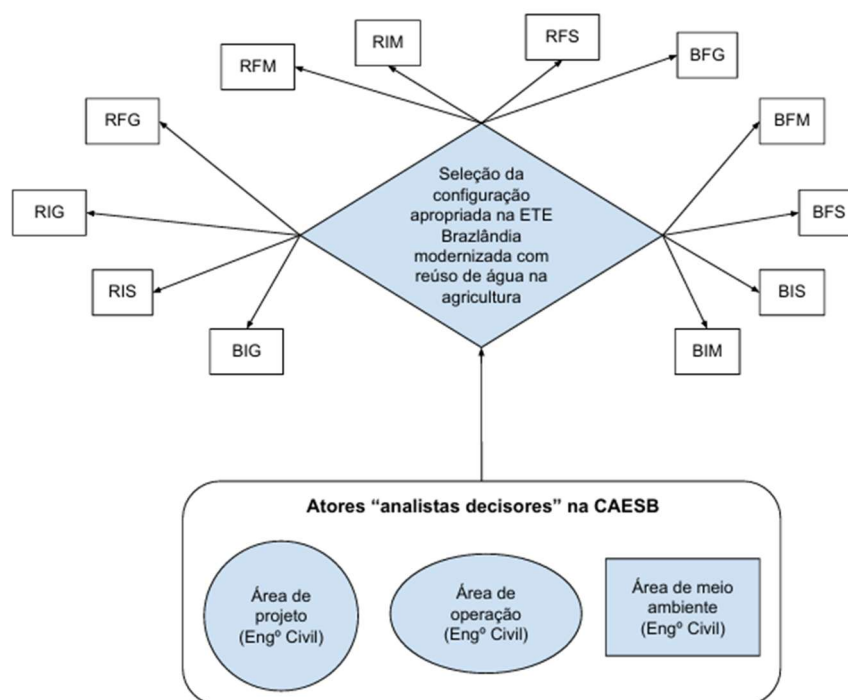 RIM
RFS
RFM
BFG
RFG
BFM
RIG
BFS
RIS
BIS
BIG
BIM
Seleção da
configuração
apropriada na ETE
Brazlândia
modernizada com
reúso de água na
agricultura
Atores “analistas decisores” na CAESB
Área de
projeto
(Engº Civil)
Área de
operação
(Engº Civil)
Área de meio
ambiente
(Engº Civil)